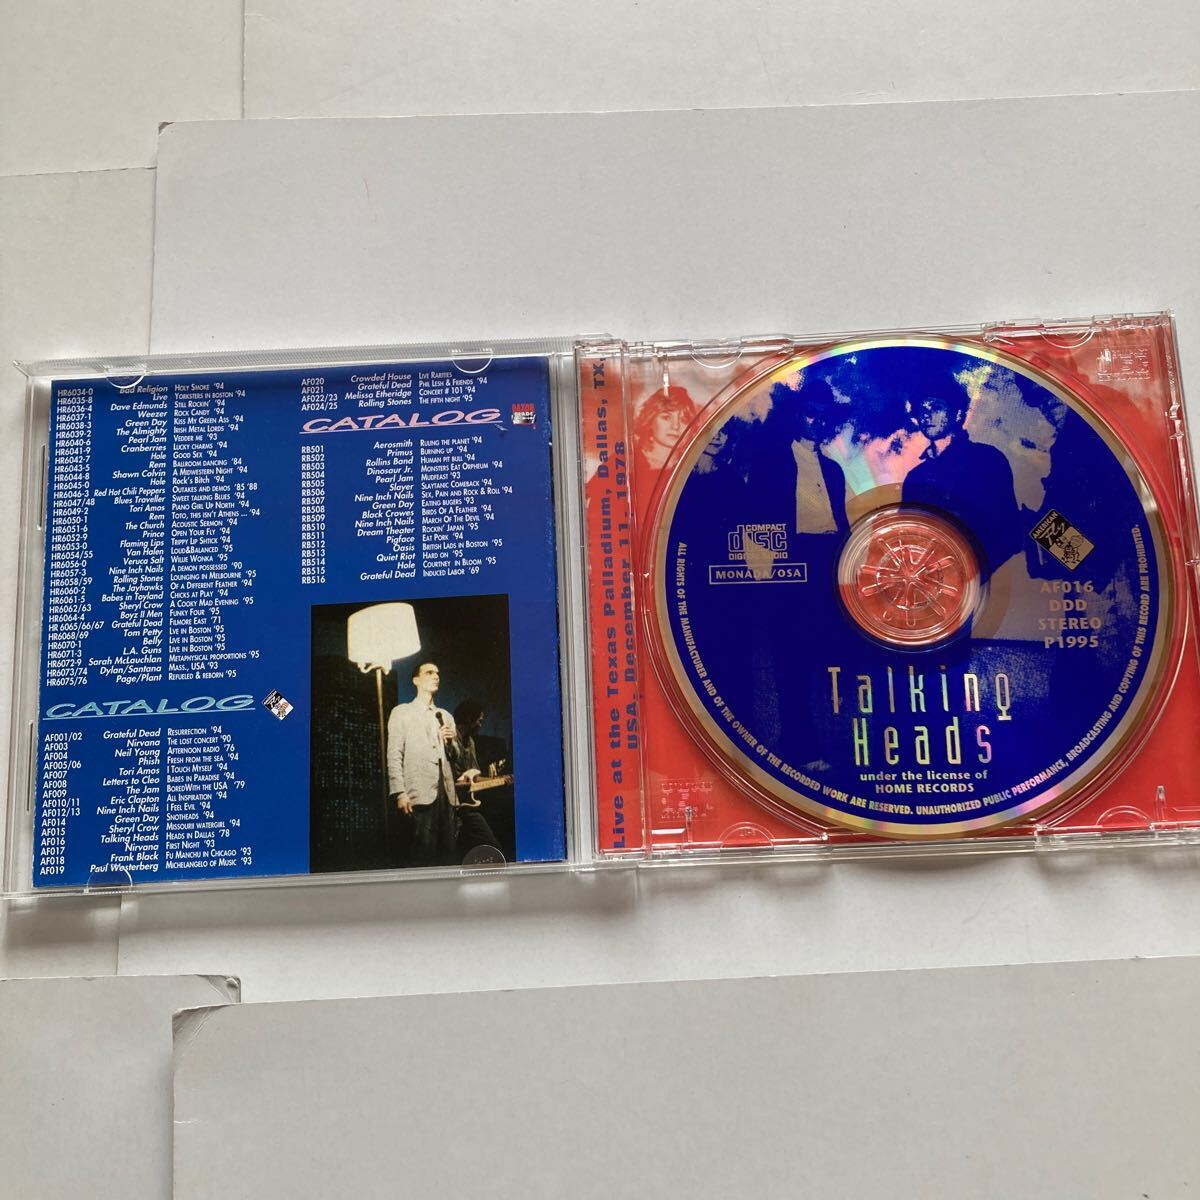 HR6034-0 Bad Religion HOLY SMOKE '94
HR6035-8 Live YORKSTERS IN BOSTON '94
HR6036-4 Dave Edmunds STILL ROCKIN' '94
HR6037-1 Weezer ROCK CANDY '94
HR6038-3 Green Day KISS MY GREEN ASS '94
HR6039-2 The Almighty IRISH METAL LORDS '94
HR6040-6 Pearl Jam VEDDER ME '93
HR6041-9 Cranberries LUCKY CHARMS '94
HR6042-7 Hole GOOD SEX '94
HR6043-5 Rem BALLROOM DANCING '84
HR6044-8 Shawn Colvin A MIDWESTERN NIGHT '94
HR6045-0 Hole ROCK'S BITCH '94
HR6046-3 Red Hot Chili Peppers OUTAKES AND DEMOS '85 '88
HR6047/48 Blues Traveller SWEET TALKING BLUES '94
HR6049-2 Tori Amos PIANO GIRL UP NORTH '94
HR6050-1 Rem TOTO, THIS ISN'T ATHENS ... '94
HR6051-6 The Church ACOUSTIC SERMON '94
HR6052-9 Prince OPEN YOUR FLY '94
HR6053-0 Flaming Lips TRIPPY LIP SHTICK '94
HR6054/55 Van Halen LOUD&BALANCED '95
HR6056-0 Veruca Salt WILLIE WONKA '95
HR6057-3 Nine Inch Nails A DEMON POSSESSED '90
HR6058/59 Rolling Stones LOUNGING IN MELBOURNE '95
HR6060-2 The Jayhawks OF A DIFFERENT FEATHER '94
HR6061-5 Babes in Toyland CHICKS AT PLAY '94
HR6062/63 Sheryl Crow A COOKY MAD EVENING '95
HR6064-4 Boyz II Men FUNKY FOUR '95
HR 6065/66/67 Grateful Dead FILMORE EAST '71
HR6068/69 Tom Petty LIVE IN BOSTON '95
HR6070-1 Belly LIVE IN BOSTON '95
HR6071-3 L.A. Guns LIVE IN BOSTON '95
HR6072-9 Sarah McLauchlan METAPHYSICAL PROPORTIONS '95
HR6073/74 Dylan/Santana MASS., USA '93
HR6075/76 Page/Plant REFUELED & REBORN '95
CATALOG
AF001/02 Grateful Dead RESURRECTION '94
AF003 Nirvana THE LOST CONCERT '90
AF004 Neil Young AFTERNOON RADIO '76
AF005/06 Phish FRESH FROM THE SEA '94
AF007 Tori Amos I TOUCH MYSELF '94
AF008 Letters to Cleo BABES IN PARADISE '94
AF009 The Jam BORED WITH THE USA '79
AF010/11 Eric Clapton ALL INSPIRATION '94
AF012/13 Nine Inch Nails I FEEL EVIL '94
AF014 Green Day SNOTHEADS '94
AF015 Sheryl Crow MISSOURI WATERGIRL '94
AF016 Talking Heads HEADS IN DALLAS '78
AF017 Nirvana FIRST NIGHT '93
AF018 Frank Black FU MANCHU IN CHICAGO '93
AF019 Paul Westerberg MICHELANGELO OF MUSIC '93
AF020 Crowded House LIVE RARITIES
AF021 Grateful Dead PHIL LESH & FRIENDS '94
AF022/23 Melissa Etheridge CONCERT # 101 '94
AF024/25 Rolling Stones THE FIFTH NIGHT '95
CATALOG
RAZOR BLADE
RB501 Aerosmith RULING THE PLANET '94
RB502 Primus BURNING UP '94
RB503 Rollins Band HUMAN PIT BULL '94
RB504 Dinosaur Jr. MONSTERS EAT ORPHEUM '94
RB505 Pearl Jam MUDFEAST '93
RB506 Slayer SLAYTANIC COMEBACK '94
RB507 Nine Inch Nails SEX, PAIN AND ROCK & ROLL '94
RB508 Green Day EATING BUGERS '93
RB509 Black Crowes BIRDS OF A FEATHER '94
RB510 Nine Inch Nails MARCH OF THE DEVIL '94
RB511 Dream Theater ROCKIN' JAPAN '95
RB512 Pigface EAT PORK '94
RB513 Oasis BRITISH LADS IN BOSTON '95
RB514 Quiet Riot HARD ON '95
RB515 Hole COURTNEY IN BLOOM '95
RB516 Grateful Dead INDUCED LABOR '69
Live at the Texas Palladium, Dallas, TX.
USA. December 11. 1978
COMPACT
disc
DIGITAL AUDIO
MONADA/OSA
AMERICAN
AF016
DDD
STEREO
P1995
Talking
Heads
under the license of
HOME RECORDS
ALL RIGHTS OF THE MANUFACTURER AND OF THE OWNER OF THE RECORDED WORK ARE RESERVED. UNAUTHORIZED PUBLIC PERFORMANCE, BROADCASTING AND COPYING OF THIS RECORD ARE PROHIBITED.